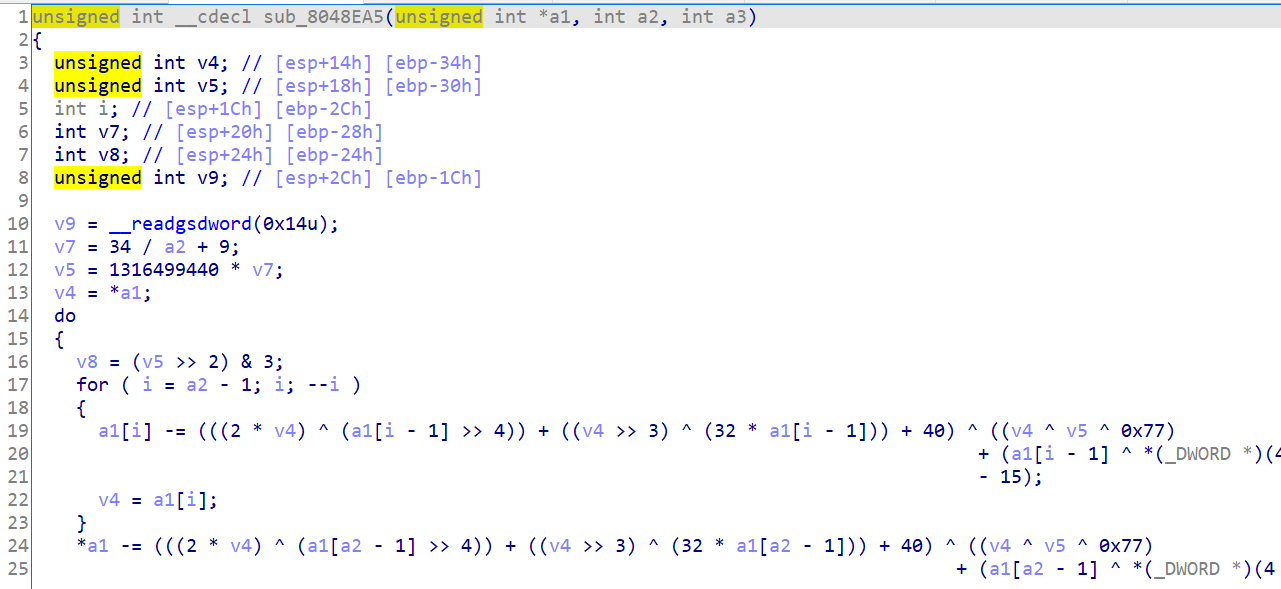 1 unsigned int __cdecl sub_8048EA5(unsigned int *a1, int a2, int a3)
2 {
3 unsigned int v4; // [esp+14h] [ebp-34h]
4 unsigned int v5; // [esp+18h] [ebp-30h]
5 int i; // [esp+1Ch] [ebp-2Ch]
6 int v7; // [esp+20h] [ebp-28h]
7 int v8; // [esp+24h] [ebp-24h]
8 unsigned int v9; // [esp+2Ch] [ebp-1Ch]
9
10 v9 = __readgsdword(0x14u);
11 v7 = 34 / a2 + 9;
12 v5 = 1316499440 * v7;
13 v4 = *a1;
14 do
15 {
16 v8 = (v5 >> 2) & 3;
17 for ( i = a2 - 1; i; --i )
18 {
19 a1[i] -= (((2 * v4) ^ (a1[i - 1] >> 4)) + ((v4 >> 3) ^ (32 * a1[i - 1])) + 40) ^ ((v4 ^ v5 ^ 0x77)
20 + (a1[i - 1] ^ *(_DWORD *)(4
21 - 15);
22 v4 = a1[i];
23 }
24 *a1 -= (((2 * v4) ^ (a1[a2 - 1] >> 4)) + ((v4 >> 3) ^ (32 * a1[a2 - 1])) + 40) ^ ((v4 ^ v5 ^ 0x77)
25 + (a1[a2 - 1] ^ *(_DWORD *)(4